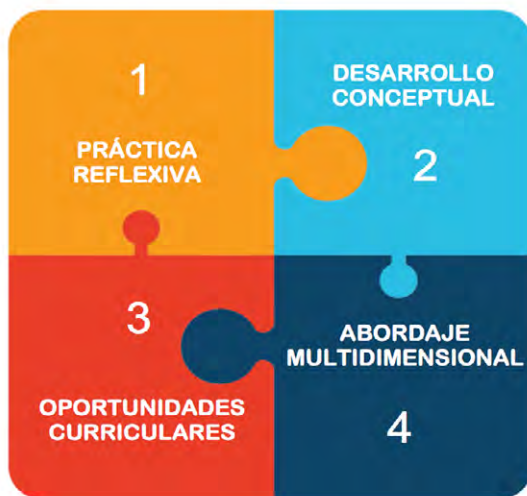 1
PRÁCTICA
REFLEXIVA
DESARROLLO
CONCEPTUAL
2
3
OPORTUNIDADES
CURRICULARES
ABORDAJE
MULTIDIMENSIONAL
4